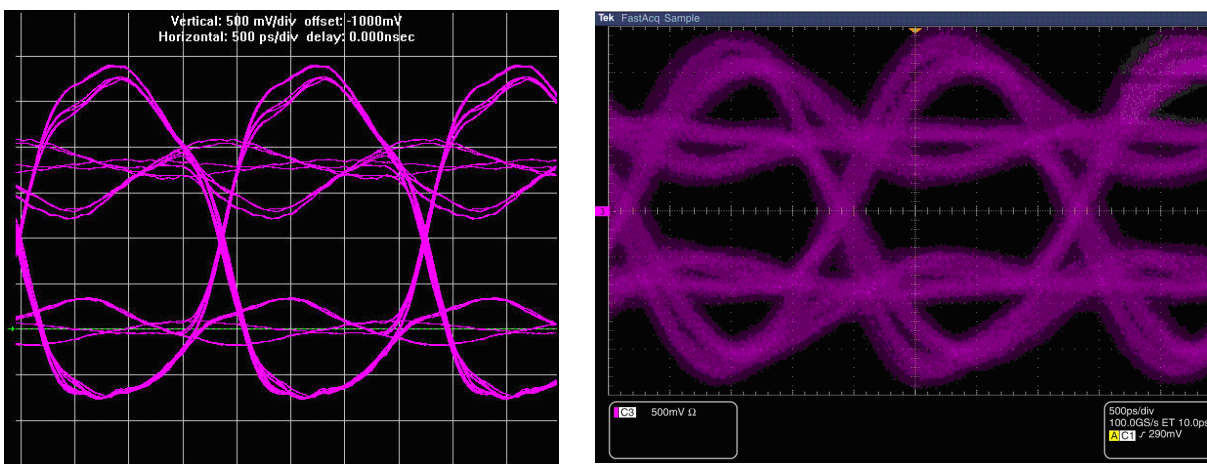 Vertical: 500 mV/div offset: -1000mV
Horizontal: 500 ps/div delay: 0.000nsec
Tek FastAcq Sample
3
C3 500mV Ω
500ps/div
100.0GS/s ET 10.0ps
A C1 ƒ 290mV